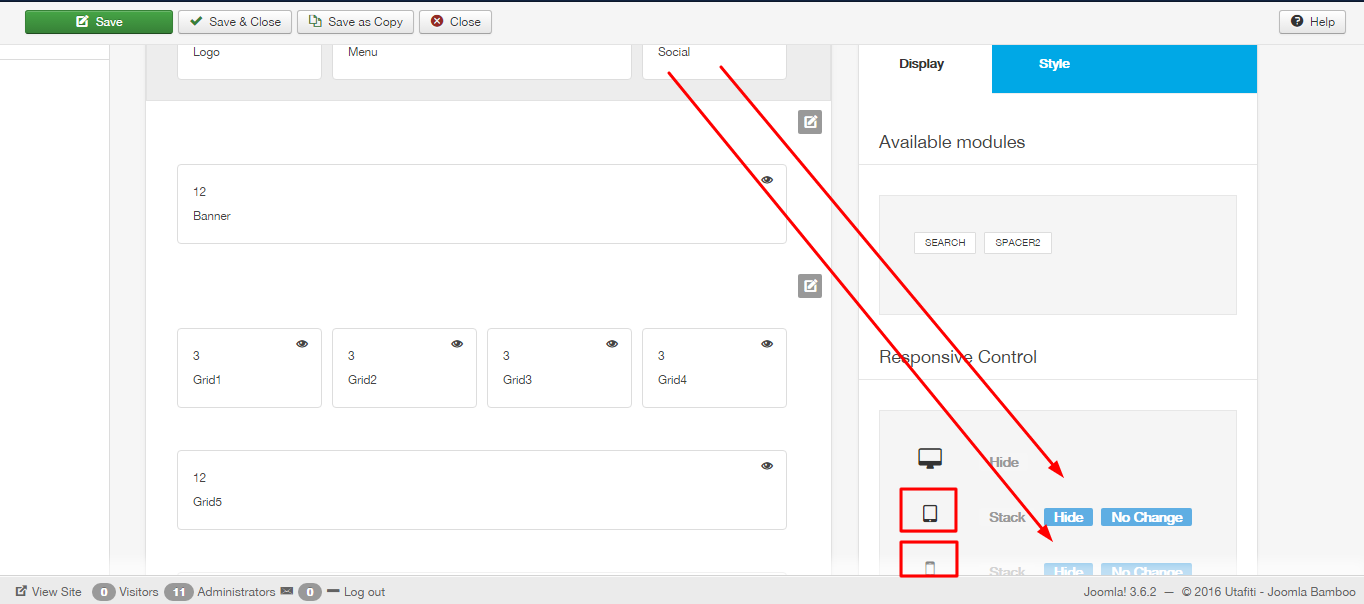 Save
Save & Close
Save as Copy
Close
Help
Logo
Menu
Social
12
Banner
3
Grid1
3
Grid2
3
Grid3
3
Grid4
12
Grid5
Display
Style
Available modules
SEARCH
SPACER2
Responsive Control
Hide
Stack Hide No Change
Stack Hide No Change
View Site 0 Visitors 11 Administrators 0 Log out
Joomla! 3.6.2 — © 2016 Utafiti - Joomla Bamboo